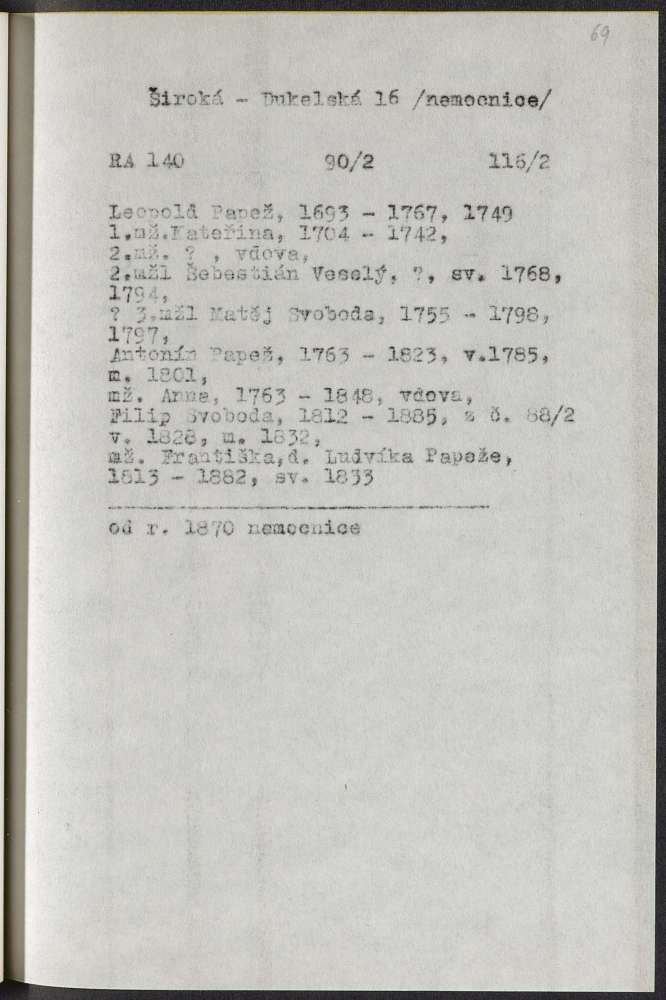 69
Široká - Dukelská 16 /nemocnice/
RA 140 90/2 116/2
Leopold Papež, 1693 - 1767, 1749
1.mž.Kateřina, 1704 - 1742,
2.mž. ? , vdova,
2.mžl Šebestián Veselý, ?, sv. 1768,
1794,
? 3.mžl Matěj Svoboda, 1755 - 1798,
1797,
Antonín Papež, 1763 - 1823, v.1785,
m. 1801,
mž. Anna, 1763 - 1848, vdova,
Filip Svoboda, 1812 - 1885, z č. 88/2
v. 1828, m. 1832,
mž. Františka,d. Ludvíka Papeže,
1813 - 1882, sv. 1833
od r. 1870 nemocnice